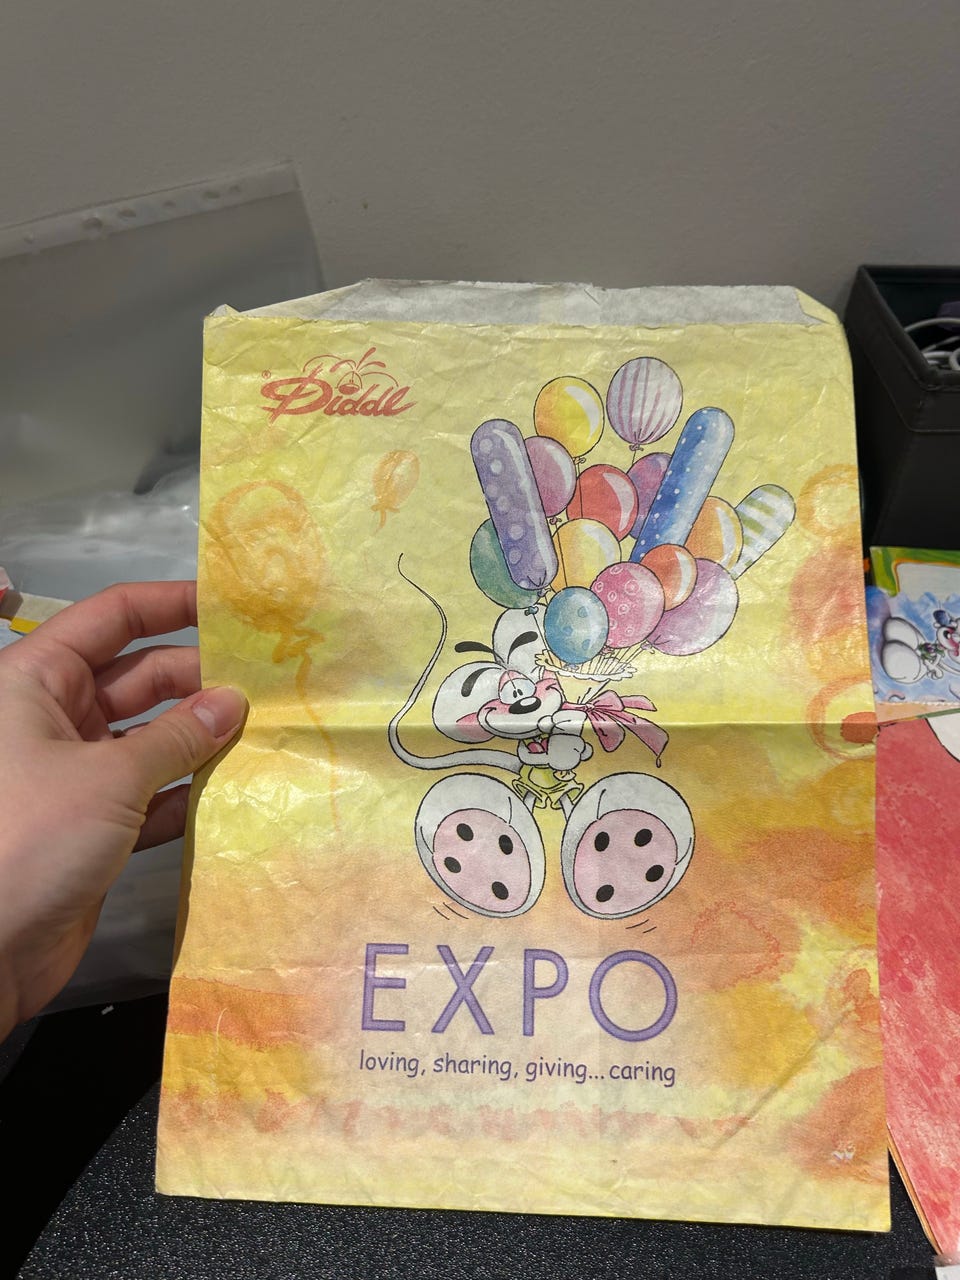 ® Diddl
EXPO
loving, sharing, giving... caring